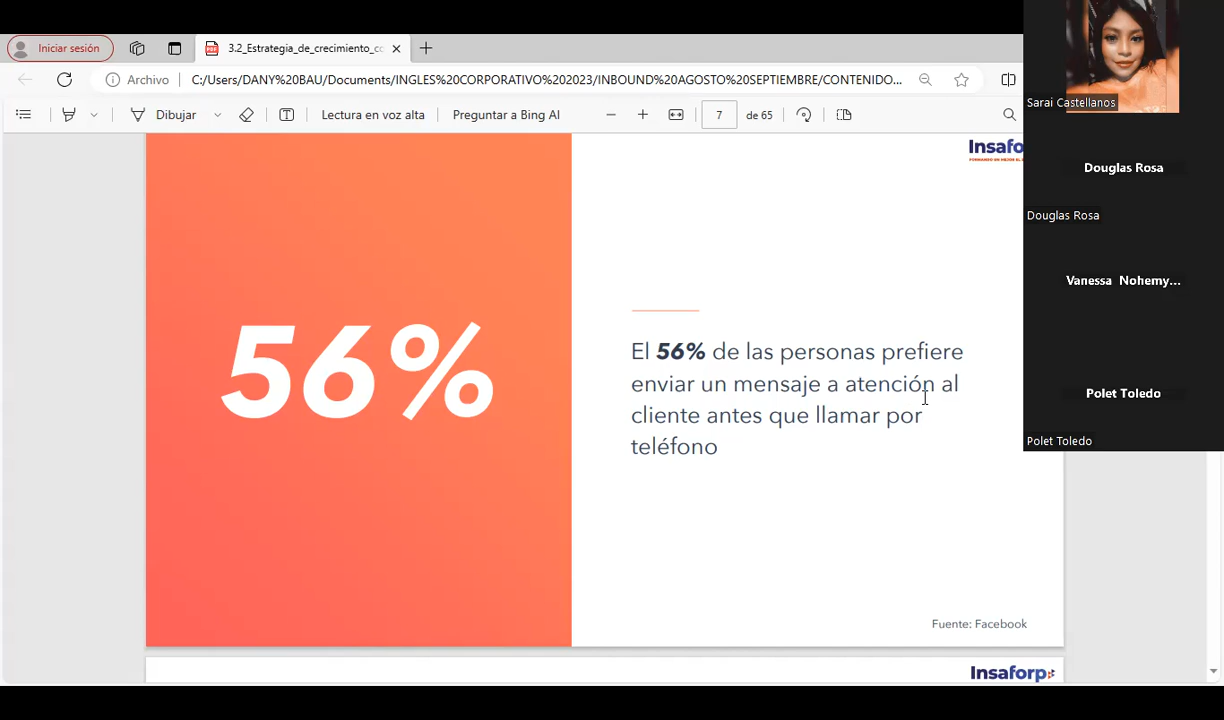 Iniciar sesión
3.2_Estrategia_de_crecimiento_cc
Archivo
C:/Users/DANY%20BAU/Documents/INGLES%20CORPORATIVO%202023/INBOUND%20AGOSTO%20SEPTIEMBRE/CONTENIDO...
Dibujar
Lectura en voz alta
Preguntar a Bing AI
7
de 65
Sarai Castellanos
Douglas Rosa
Douglas Rosa
Vanessa Nohemy...
Polet Toledo
Polet Toledo
Insafo
56%
El 56% de las personas prefiere
enviar un mensaje a atención al
cliente antes que llamar por
teléfono
Fuente: Facebook
Insaforp